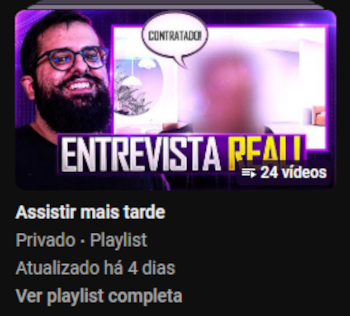 CONTRATADO!
ENTREVISTA REAL!
24 vídeos
Assistir mais tarde
Privado • Playlist
Atualizado há 4 dias
Ver playlist completa